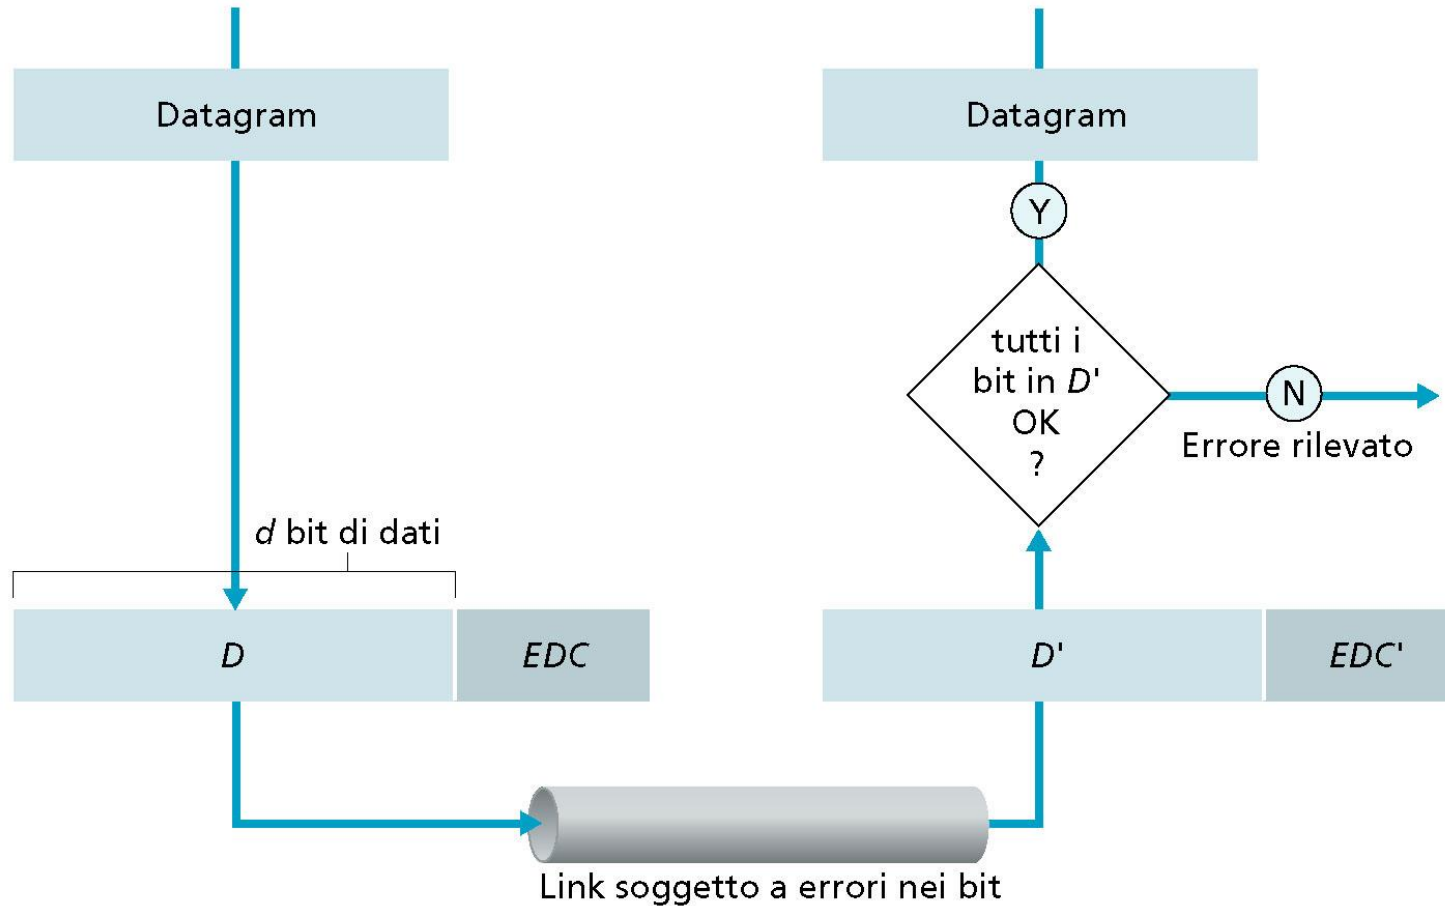 Datagram
d bit di dati
D
EDC
Link soggetto a errori nei bit
D'
EDC'
tutti i
bit in D'
OK
?
N
Errore rilevato
Y
Datagram